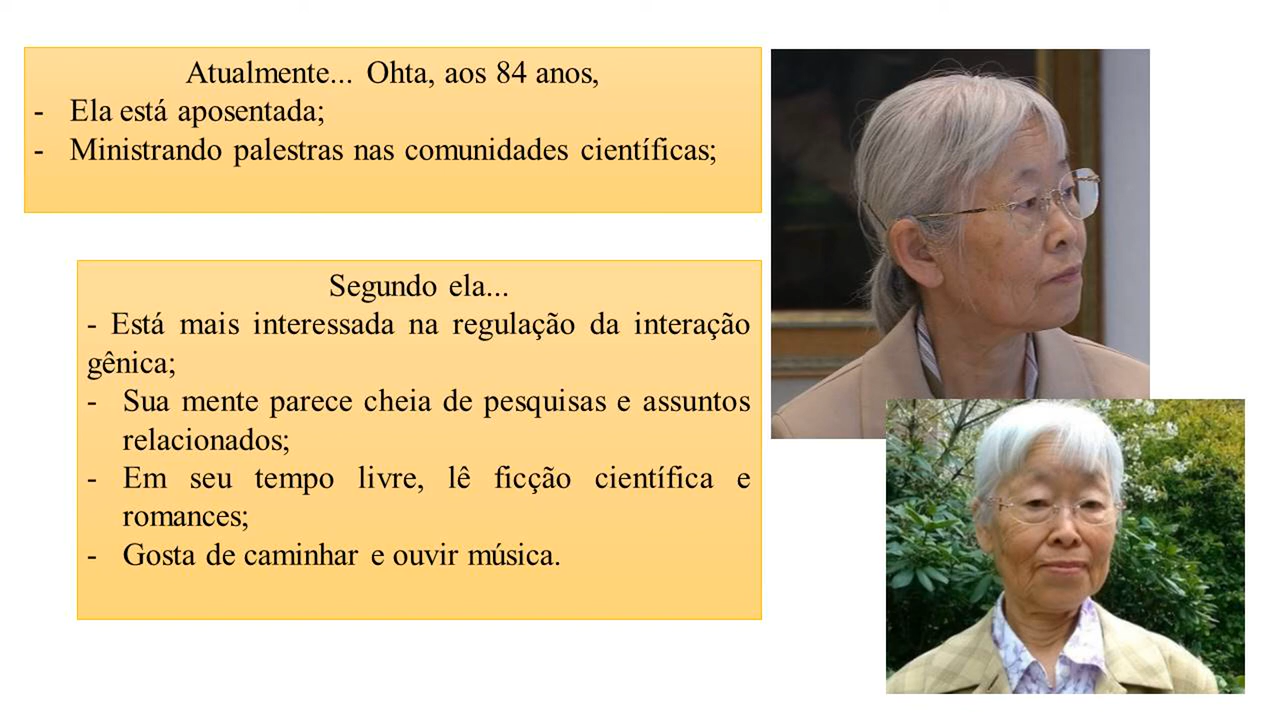 Atualmente... Ohta, aos 84 anos,
- Ela está aposentada;
- Ministrando palestras nas comunidades científicas;
Segundo ela...
- Está mais interessada na regulação da interação
gênica;
- Sua mente parece cheia de pesquisas e assuntos
relacionados;
- Em seu tempo livre, lê ficção científica e
romances;
- Gosta de caminhar e ouvir música.